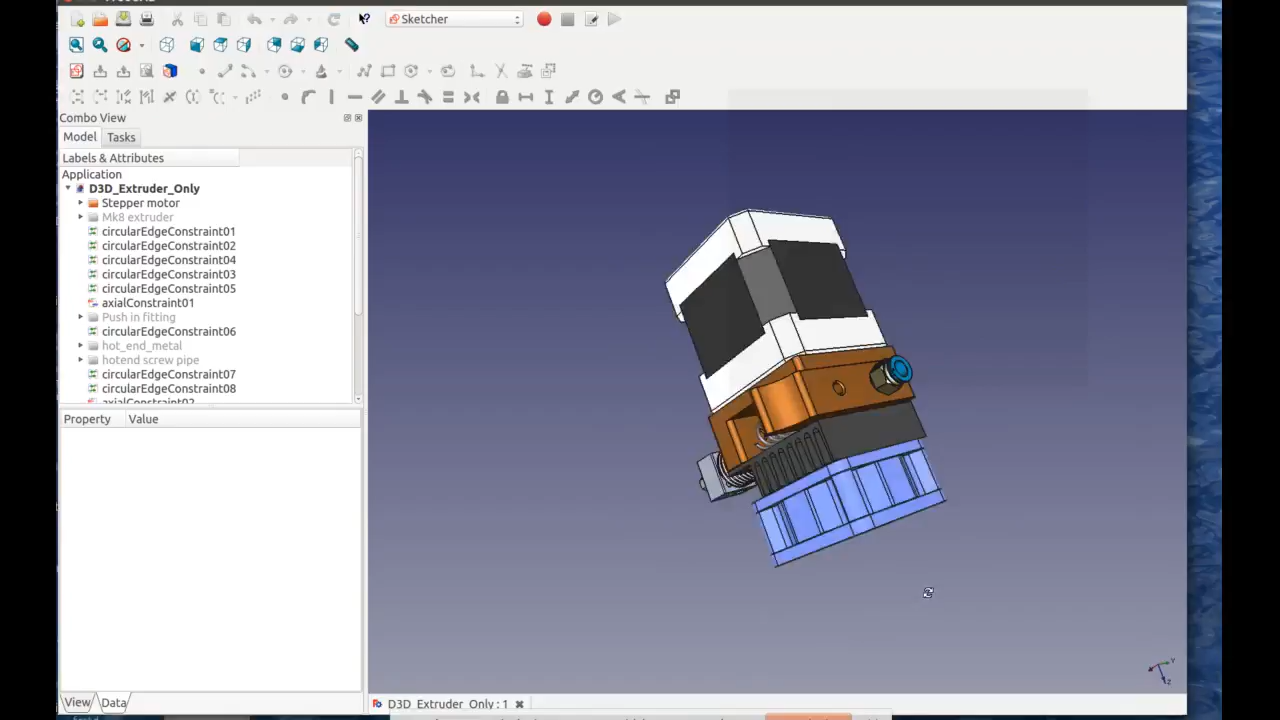 Sketcher
Combo View
Model Tasks
Labels & Attributes
Application
D3D_Extruder_Only
Stepper motor
Mk8 extruder
circularEdgeConstraint01
circularEdgeConstraint02
circularEdgeConstraint04
circularEdgeConstraint03
circularEdgeConstraint05
axialConstraint01
Push in fitting
circularEdgeConstraint06
hot_end_metal
hotend screw pipe
circularEdgeConstraint07
circularEdgeConstraint08
axialConstraint02
Property Value
View Data
D3D_Extruder_Only : 1
Y
Z